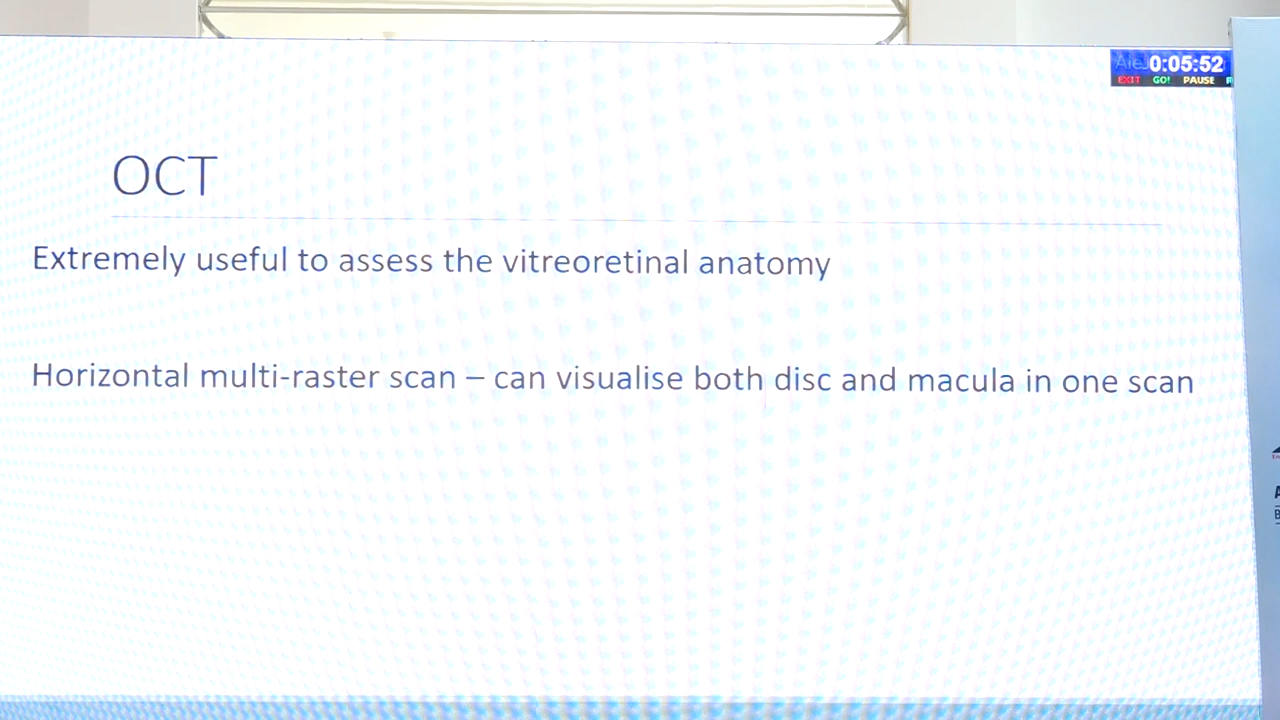 0:05:52
EXIT GO! PAUSE
OCT
Extremely useful to assess the vitreoretinal anatomy
Horizontal multi-raster scan – can visualise both disc and macula in one scan